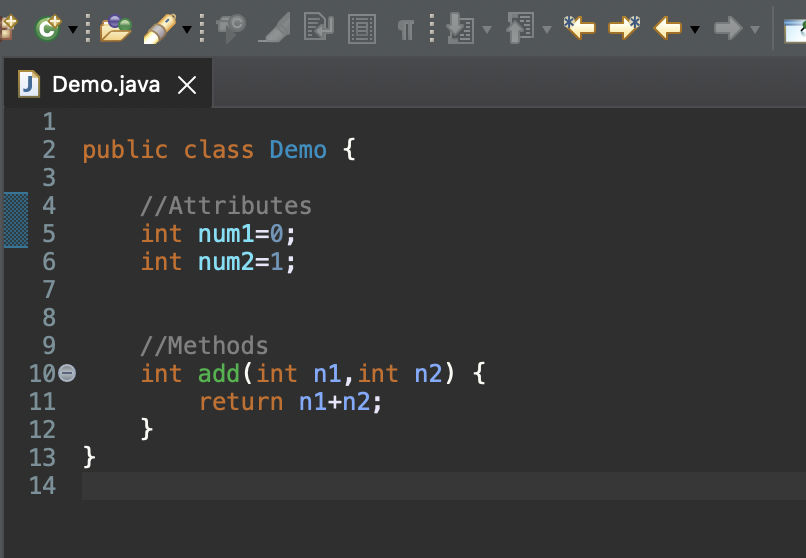 Demo.java
1
2 public class Demo {
3
4     //Attributes
5     int num1=0;
6     int num2=1;
7
8
9     //Methods
10     int add(int n1,int n2) {
11         return n1+n2;
12     }
13 }
14